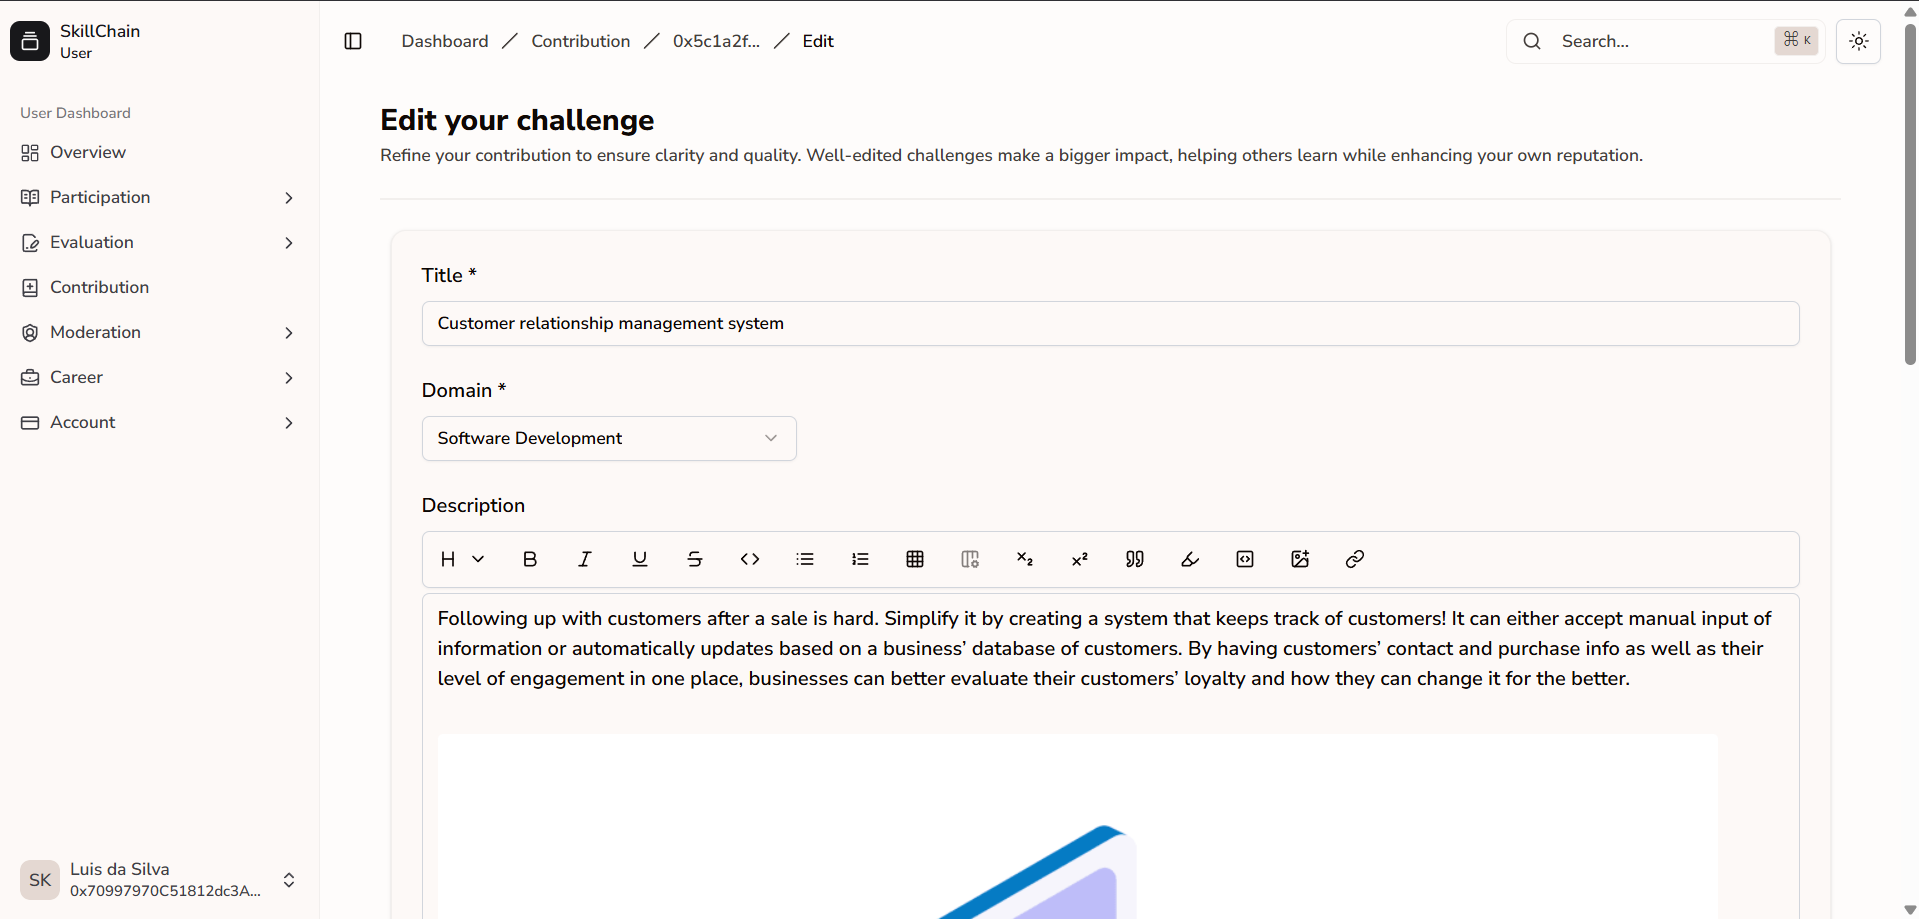 SkillChain
User
Dashboard / Contribution / 0x5c1a2f... / Edit
Search...
⌘ K
User Dashboard
Overview
Participation
Evaluation
Contribution
Moderation
Career
Account
Edit your challenge
Refine your contribution to ensure clarity and quality. Well-edited challenges make a bigger impact, helping others learn while enhancing your own reputation.
Title *
Customer relationship management system
Domain *
Software Development
Description
Following up with customers after a sale is hard. Simplify it by creating a system that keeps track of customers! It can either accept manual input of
information or automatically updates based on a business’ database of customers. By having customers’ contact and purchase info as well as their
level of engagement in one place, businesses can better evaluate their customers’ loyalty and how they can change it for the better.
SK
Luis da Silva
0x70997970C51812dc3A...